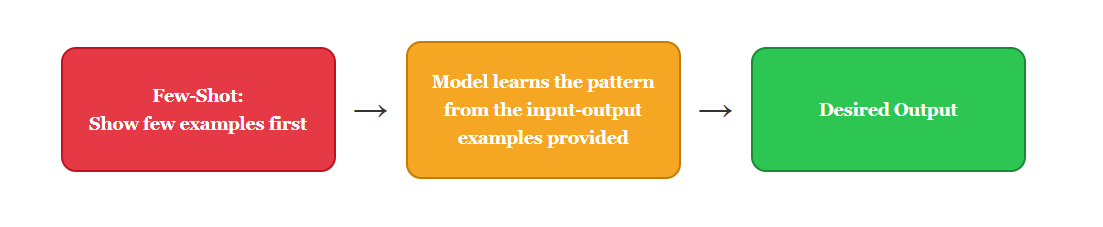 Few-Shot:
Show few examples first
→
Model learns the pattern
from the input-output
examples provided
→
Desired Output